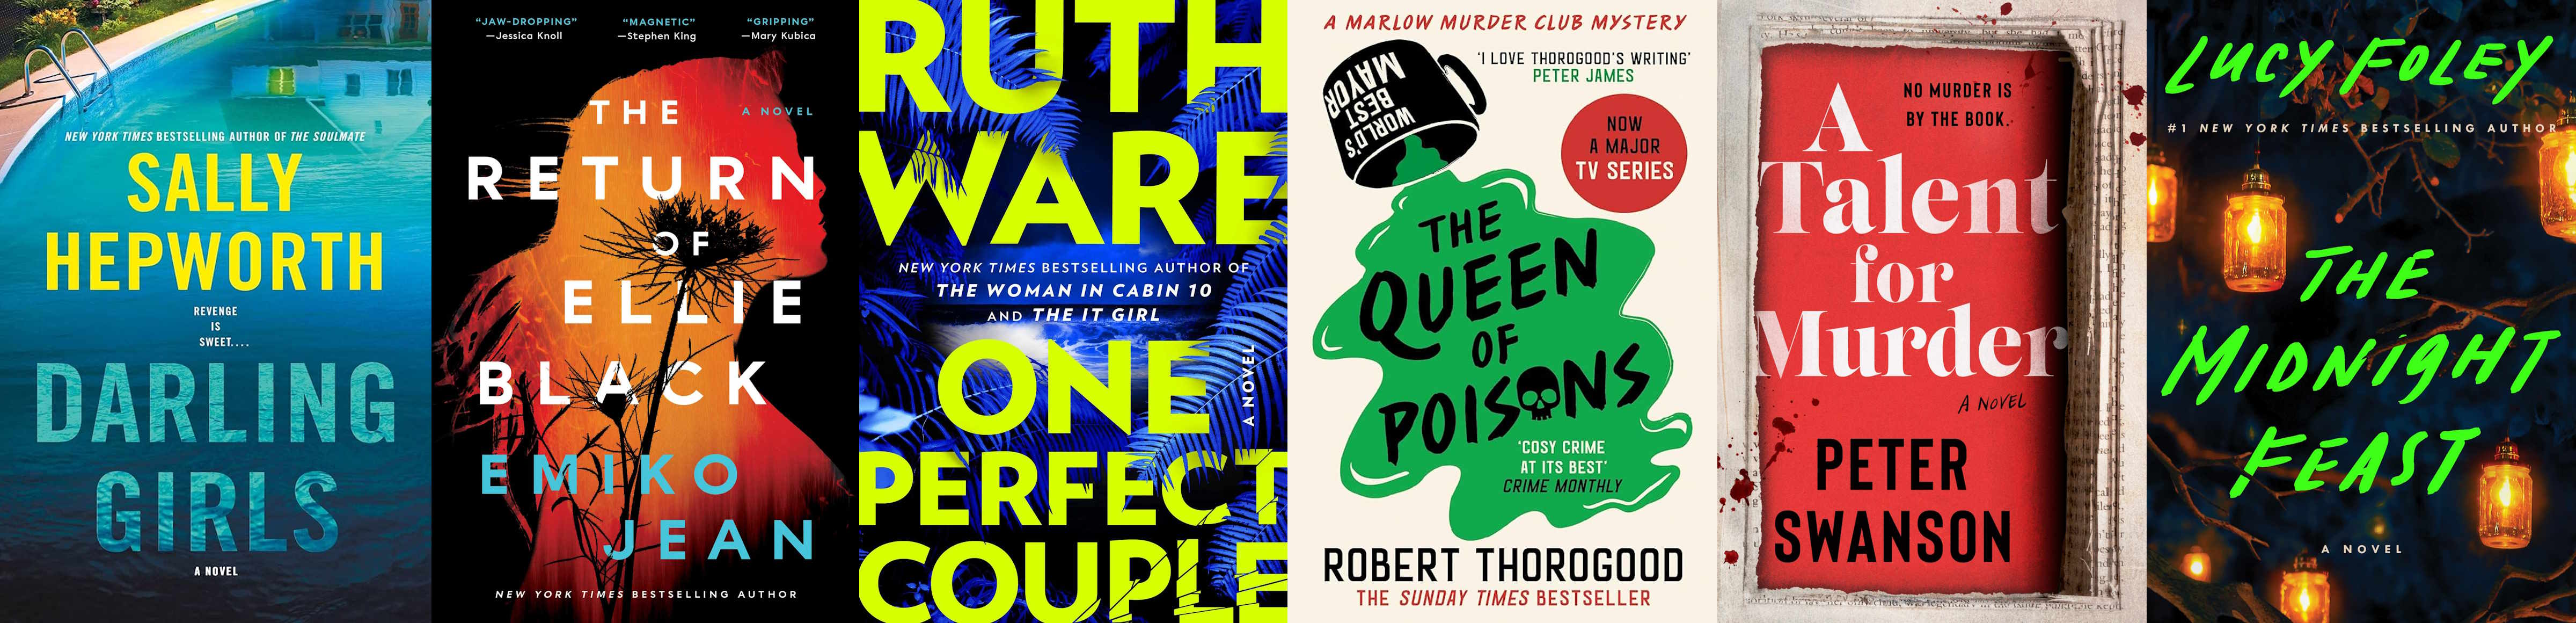 NEW YORK TIMES BESTSELLING AUTHOR OF THE SOULMATE
SALLY
HEPWORTH
REVENGE
IS
SWEET....
DARLING
GIRLS
A NOVEL
“JAW-DROPPING”
—Jessica Knoll
“MAGNETIC”
—Stephen King
“GRIPPING”
—Mary Kubica
THE
A NOVEL
RETURN
OF
ELLIE
BLACK
EMIKO
JEAN
NEW YORK TIMES BESTSELLING AUTHOR
RUTH
WARE
NEW YORK TIMES BESTSELLING AUTHOR OF
THE WOMAN IN CABIN 10
AND THE IT GIRL
ONE
A NOVEL
PERFECT
COUPLE
A MARLOW MURDER CLUB MYSTERY
‘I LOVE THOROGOOD’S WRITING’
PETER JAMES
WORLD’S
BEST
MAYOR
NOW
A MAJOR
TV SERIES
THE
QUEEN
OF
POISONS
‘COSY CRIME
AT ITS BEST’
CRIME MONTHLY
ROBERT THOROGOOD
THE SUNDAY TIMES BESTSELLER
NO MURDER IS
BY THE BOOK.
A
Talent
for
Murder
A NOVEL
PETER
SWANSON
LUCY FOLEY
#1 NEW YORK TIMES BESTSELLING AUTHOR
THE
MIDNIGHT
FEAST
A NOVEL